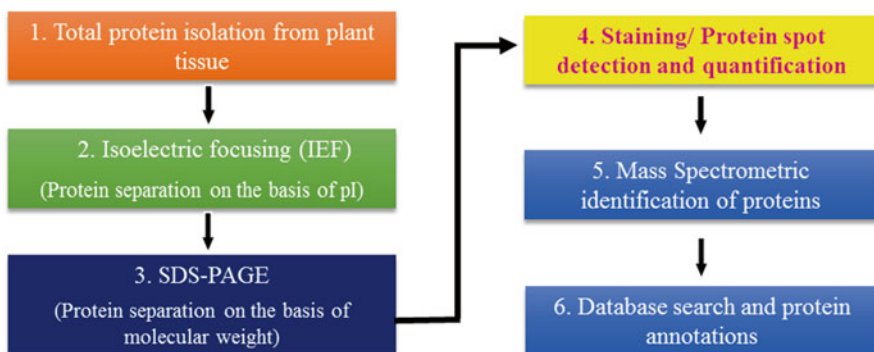 1. Total protein isolation from plant
tissue
2. Isoelectric focusing (IEF)
(Protein separation on the basis of pI)
3. SDS-PAGE
(Protein separation on the basis of
molecular weight)
4. Staining/ Protein spot
detection and quantification
5. Mass Spectrometric
identification of proteins
6. Database search and protein
annotations